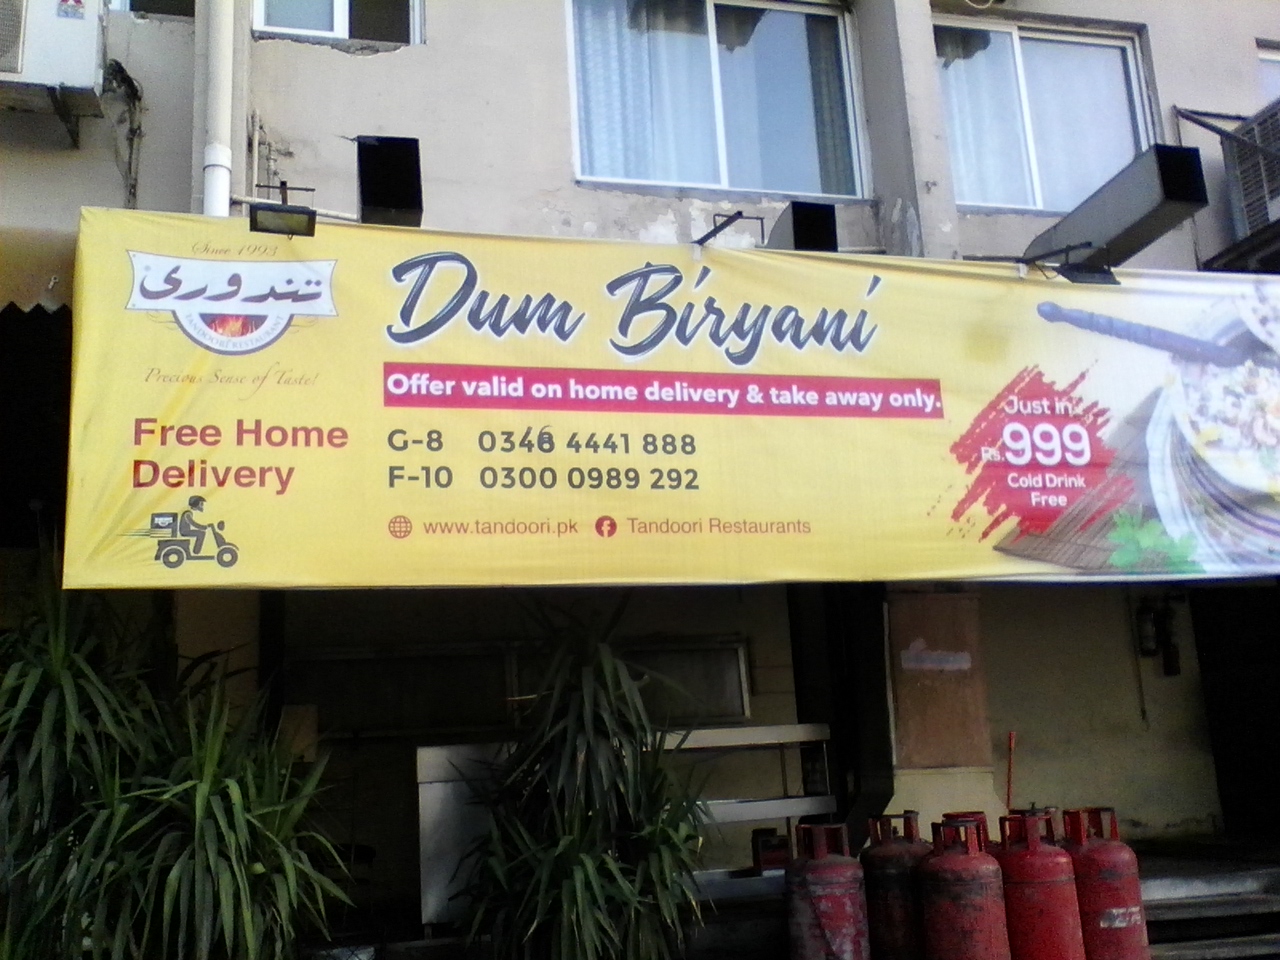 Since 1993
تندوری
TANDOORI RESTAURANT
Precious Sense of Taste!
Free Home
Delivery
Dum Biryani
Offer valid on home delivery & take away only.
G-8 0346 4441 888
F-10 0300 0989 292
www.tandoori.pk Tandoori Restaurants
Just in
Rs.999
Cold Drink
Free